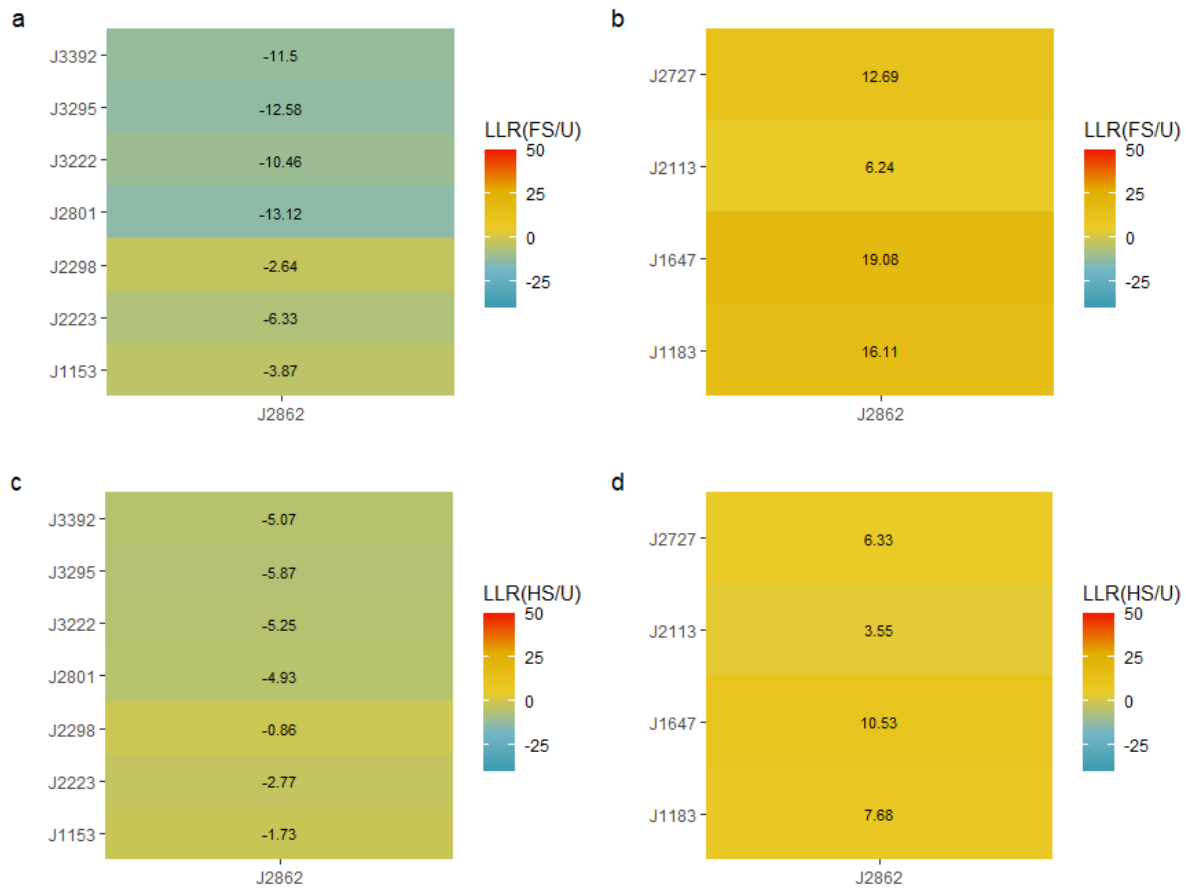 a
J3392
-11.5
J3295
-12.58
J3222
-10.46
J2801
-13.12
J2298
-2.64
J2223
-6.33
J1153
-3.87
J2862
LLR(FS/U)
50
25
0
-25
b
J2727
12.69
J2113
6.24
J1647
19.08
J1183
16.11
J2862
LLR(FS/U)
50
25
0
-25
c
J3392
-5.07
J3295
-5.87
J3222
-5.25
J2801
-4.93
J2298
-0.86
J2223
-2.77
J1153
-1.73
J2862
LLR(HS/U)
50
25
0
-25
d
J2727
6.33
J2113
3.55
J1647
10.53
J1183
7.68
J2862
LLR(HS/U)
50
25
0
-25